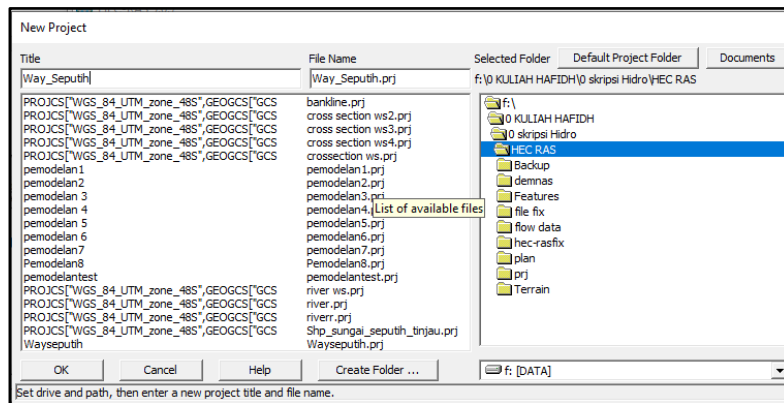 New Project
Title File Name Selected Folder Default Project Folder Documents
Way_Seputih Way_Seputih.prj f:\0 KULIAH HAFIDH\0 skripsi Hidro\HEC RAS
PROJCS["WGS_84_UTM_zone_48S",GEOGCS["GCS bankline.prj
PROJCS["WGS_84_UTM_zone_48S",GEOGCS["GCS cross section ws2.prj
PROJCS["WGS_84_UTM_zone_48S",GEOGCS["GCS cross section ws3.prj
PROJCS["WGS_84_UTM_zone_48S",GEOGCS["GCS cross section ws4.prj
PROJCS["WGS_84_UTM_zone_48S",GEOGCS["GCS crossection ws.prj
pemodelan1 pemodelan1.prj
pemodelan 2 pemodelan2.prj
pemodelan 3 pemodelan3.prj
pemodelan 4 pemodelan4.
pemodelan 5 pemodelan5.prj
pemodelan 6 pemodelan6.prj
pemodelan7 pemodelan7.prj
Pemodelan8 Pemodelan8.prj
pemodelantest pemodelantest.prj
PROJCS["WGS_84_UTM_zone_48S",GEOGCS["GCS river ws.prj
PROJCS["WGS_84_UTM_zone_48S",GEOGCS["GCS river.prj
PROJCS["WGS_84_UTM_zone_48S",GEOGCS["GCS riverr.prj
PROJCS["WGS_84_UTM_zone_48S",GEOGCS["GCS Shp_sungai_seputih_tinjau.prj
Wayseputih Wayseputih.prj
List of available files
f:\
0 KULIAH HAFIDH
0 skripsi Hidro
HEC RAS
Backup
demnas
Features
file fix
flow data
hec-rasfix
plan
prj
Terrain
OK Cancel Help Create Folder ... f: [DATA]
Set drive and path, then enter a new project title and file name.